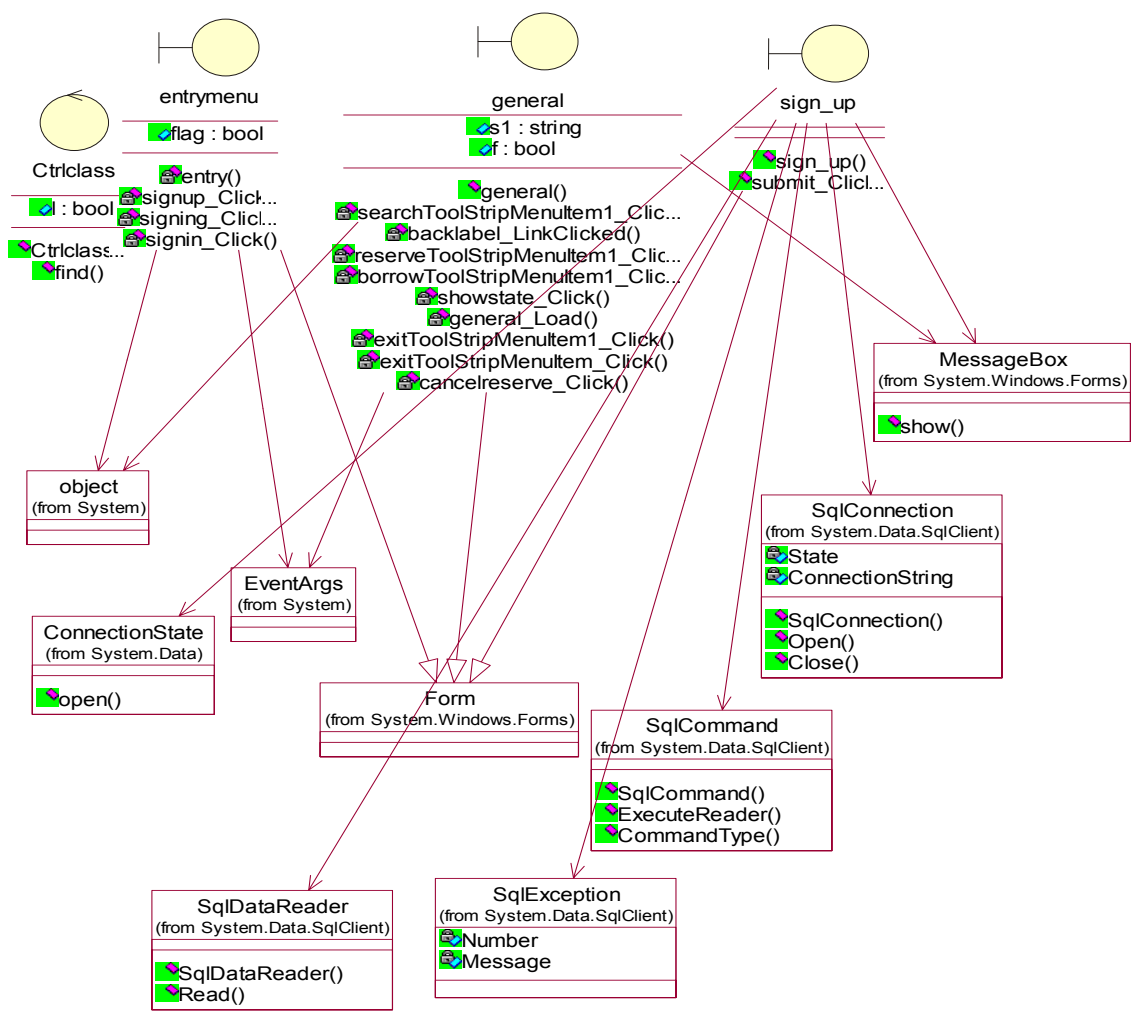 entrymenu
flag : bool
entry()
signup_Click...
signing_Clicl...
signin_Click()
Ctrlclass
l : bool
Ctrlclass...
find()
general
s1 : string
f : bool
general()
searchToolStripMenuItem1_Clic...
backlabel_LinkClicked()
reserveToolStripMenuItem1_Clic...
borrowToolStripMenuItem1_Clic...
showstate_Click()
general_Load()
exitToolStripMenuItem1_Click()
exitToolStripMenuItem_Click()
cancelreserve_Click()
sign_up
sign_up()
submit_Clicl...
MessageBox
(from System.Windows.Forms)
show()
object
(from System)
SqlConnection
(from System.Data.SqlClient)
State
ConnectionString
SqlConnection()
Open()
Close()
EventArgs
(from System)
ConnectionState
(from System.Data)
open()
Form
(from System.Windows.Forms)
SqlCommand
(from System.Data.SqlClient)
SqlCommand()
ExecuteReader()
CommandType()
SqlDataReader
(from System.Data.SqlClient)
SqlDataReader()
Read()
SqlException
(from System.Data.SqlClient)
Number
Message